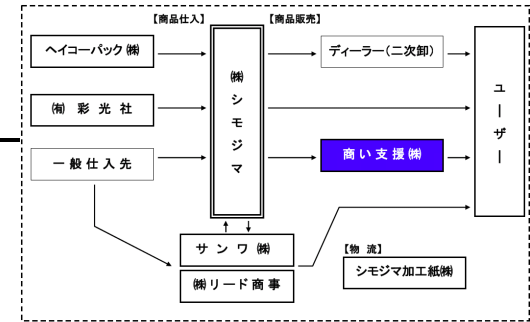 【商品仕入】
【商品販売】
ヘイコーパック㈱
㈲ 彩光社
一般仕入先
㈱シモジマ
ディーラー（二次卸）
商い支援㈱
ユーザー
サンワ㈱
㈱リード商事
【物 流】
シモジマ加工紙㈱